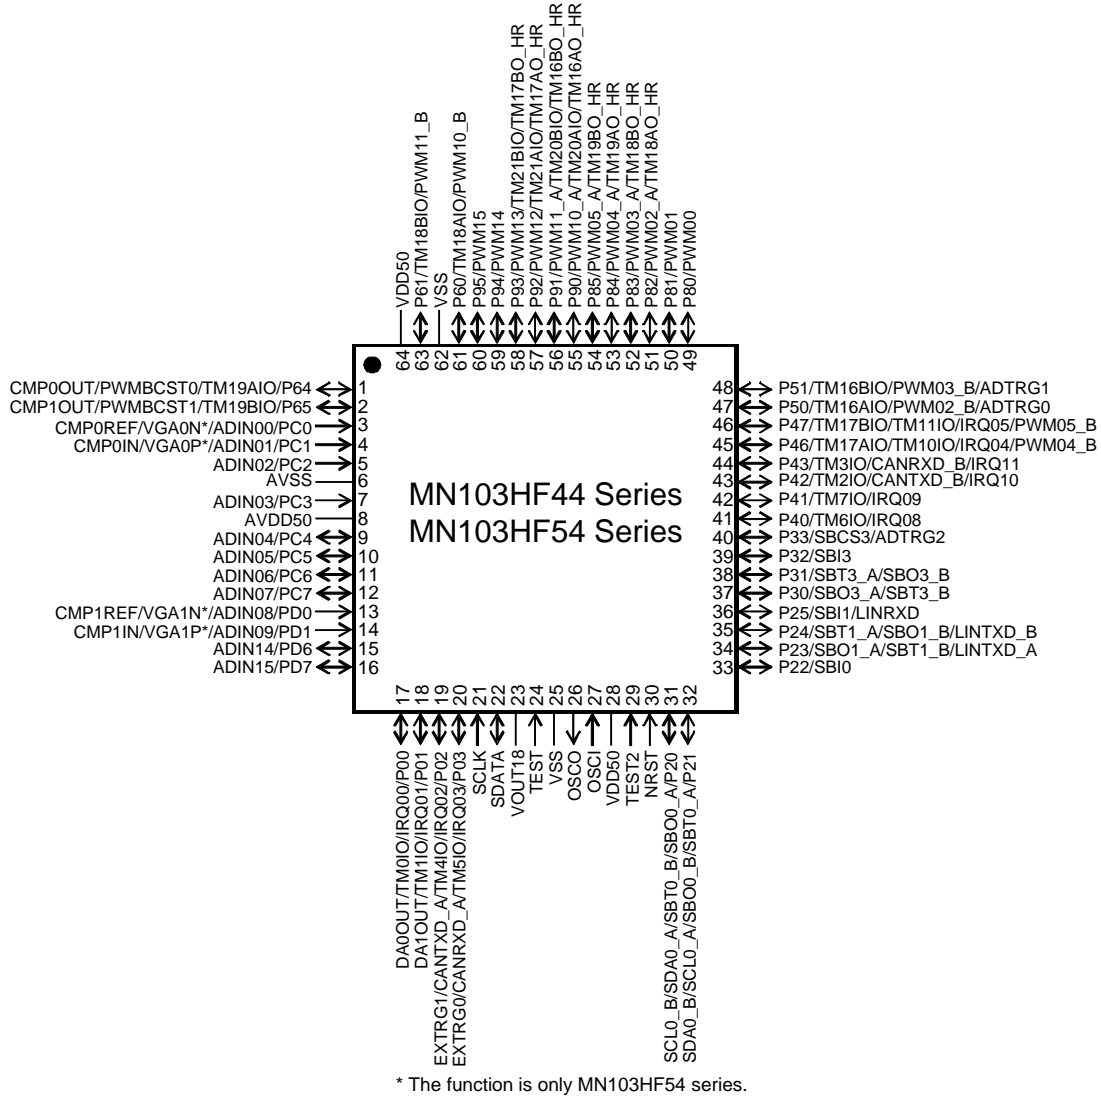 VDD50
P61/TM18BIO/PWM11_B
VSS
P60/TM18AIO/PWM10_B
P95/PWM15
P94/PWM14
P93/PWM13/TM21BIO/TM17BO_HR
P92/PWM12/TM21AIO/TM17AO_HR
P91/PWM11_A/TM20BIO/TM16BO_HR
P90/PWM10_A/TM20AIO/TM16AO_HR
P85/PWM05_A/TM19BO_HR
P84/PWM04_A/TM19AO_HR
P83/PWM03_A/TM18BO_HR
P82/PWM02_A/TM18AO_HR
P81/PWM01
P80/PWM00
64 63 62 61 60 59 58 57 56 55 54 53 52 51 50 49
CMP0OUT/PWMBCST0/TM19AIO/P64 1
CMP1OUT/PWMBCST1/TM19BIO/P65 2
CMP0REF/VGA0N*/ADIN00/PC0 3
CMP0IN/VGA0P*/ADIN01/PC1 4
ADIN02/PC2 5
AVSS 6
ADIN03/PC3 7
AVDD50 8
ADIN04/PC4 9
ADIN05/PC5 10
ADIN06/PC6 11
ADIN07/PC7 12
CMP1REF/VGA1N*/ADIN08/PD0 13
CMP1IN/VGA1P*/ADIN09/PD1 14
ADIN14/PD6 15
ADIN15/PD7 16
MN103HF44 Series
MN103HF54 Series
48 P51/TM16BIO/PWM03_B/ADTRG1
47 P50/TM16AIO/PWM02_B/ADTRG0
46 P47/TM17BIO/TM11IO/IRQ05/PWM05_B
45 P46/TM17AIO/TM10IO/IRQ04/PWM04_B
44 P43/TM3IO/CANRXD_B/IRQ11
43 P42/TM2IO/CANTXD_B/IRQ10
42 P41/TM7IO/IRQ09
41 P40/TM6IO/IRQ08
40 P33/SBCS3/ADTRG2
39 P32/SBI3
38 P31/SBT3_A/SBO3_B
37 P30/SBO3_A/SBT3_B
36 P25/SBI1/LINRXD
35 P24/SBT1_A/SBO1_B/LINTXD_B
34 P23/SBO1_A/SBT1_B/LINTXD_A
33 P22/SBI0
17 18 19 20 21 22 23 24 25 26 27 28 29 30 31 32
DA0OUT/TM0IO/IRQ00/P00
DA1OUT/TM1IO/IRQ01/P01
EXTRG1/CANTXD_A/TM4IO/IRQ02/P02
EXTRG0/CANRXD_A/TM5IO/IRQ03/P03
SCLK
SDATA
VOUT18
TEST
VSS
OSCO
OSCI
VDD50
TEST2
NRST
SCL0_B/SDA0_A/SBT0_B/SBO0_A/P20
SDA0_B/SCL0_A/SBO0_B/SBT0_A/P21
* The function is only MN103HF54 series.